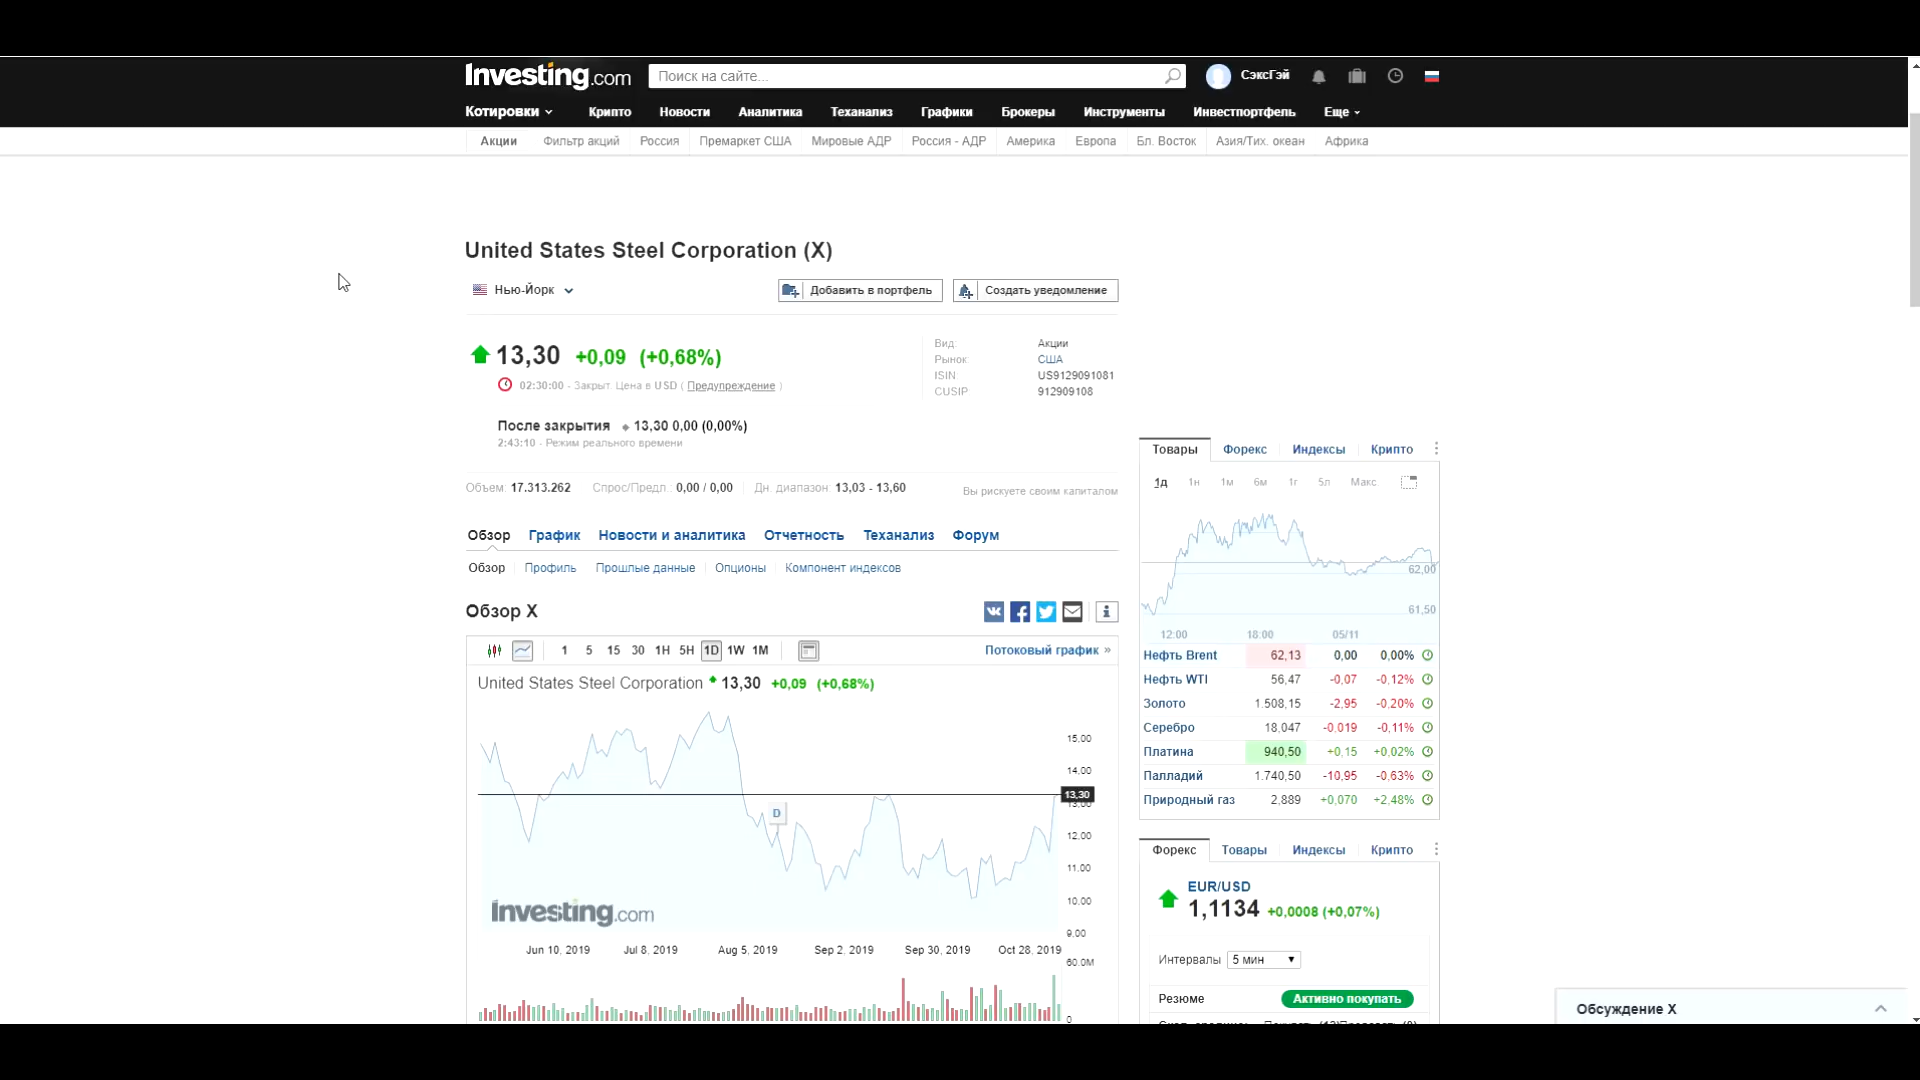 Investing.com
Поиск на сайте...
СэксГэй
Котировки Крипто Новости Аналитика Теханализ Графики Брокеры Инструменты Инвестпортфель Еще
Акции Фильтр акций Россия Премаркет США Мировые АДР Россия - АДР Америка Европа Бл. Восток Азия/Тих. океан Африка
United States Steel Corporation (X)
Нью-Йорк
Добавить в портфель
Создать уведомление
13,30 +0,09 (+0,68%)
02:30:00 - Закрыт. Цена в USD ( Предупреждение )
Вид: Акции
Рынок: США
ISIN: US9129091081
CUSIP: 912909108
После закрытия 13,30 0,00 (0,00%)
2:43:10 - Режим реального времени
Объем: 17.313.262 Спрос/Предл.: 0,00 / 0,00 Дн. диапазон: 13,03 - 13,60
Вы рискуете своим капиталом
Обзор График Новости и аналитика Отчетность Теханализ Форум
Обзор Профиль Прошлые данные Опционы Компонент индексов
Обзор X
1 5 15 30 1H 5H 1D 1W 1M
Потоковый график »
United States Steel Corporation 13,30 +0,09 (+0,68%)
15,00
14,00
13,30
13,00
12,00
11,00
10,00
9,00
D
Investing.com
Jun 10, 2019 Jul 8, 2019 Aug 5, 2019 Sep 2, 2019 Sep 30, 2019 Oct 28, 2019
60.0M
0
Товары Форекс Индексы Крипто
1д 1н 1м 6м 1г 5л Макс.
62,00
61,50
12:00 18:00 05/11
Нефть Brent 62,13 0,00 0,00%
Нефть WTI 56,47 -0,07 -0,12%
Золото 1.508,15 -2,95 -0,20%
Серебро 18,047 -0,019 -0,11%
Платина 940,50 +0,15 +0,02%
Палладий 1.740,50 -10,95 -0,63%
Природный газ 2,889 +0,070 +2,48%
Форекс Товары Индексы Крипто
EUR/USD
1,1134 +0,0008 (+0,07%)
Интервалы 5 мин
Резюме Активно покупать
Обсуждение X